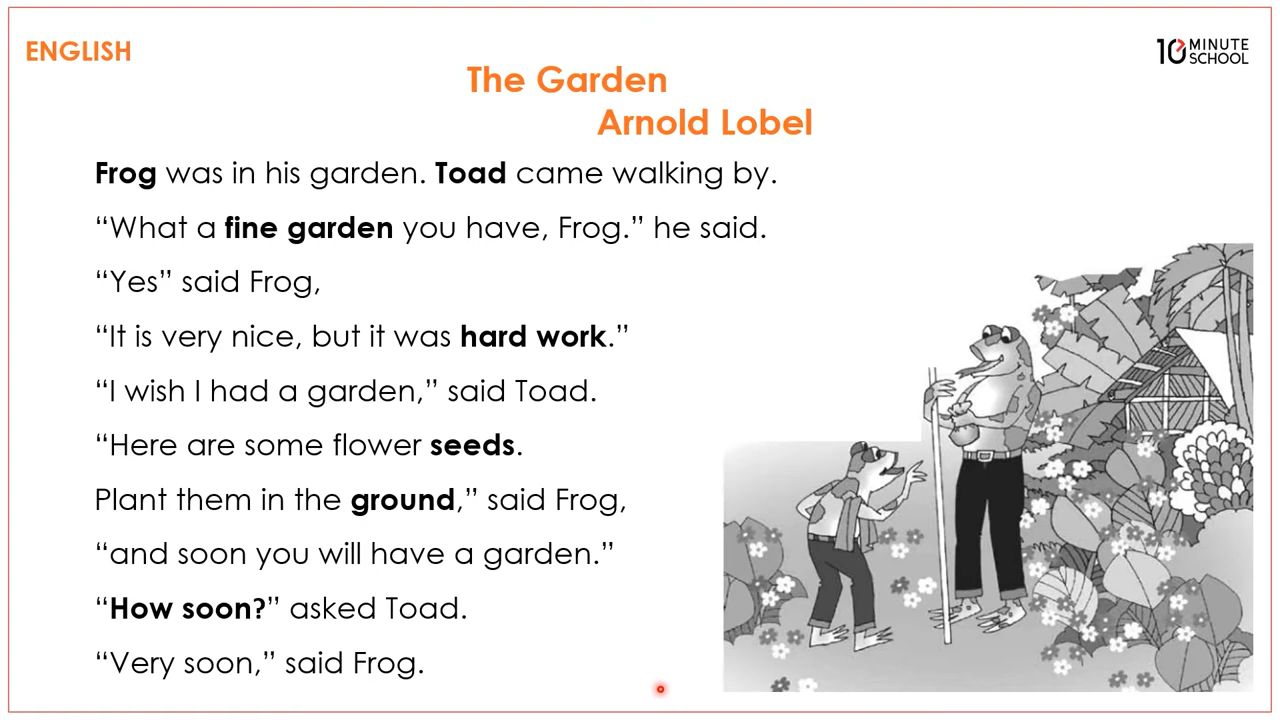 ENGLISH
10 MINUTE SCHOOL
The Garden
Arnold Lobel
Frog was in his garden. Toad came walking by.
“What a fine garden you have, Frog.” he said.
“Yes” said Frog,
“It is very nice, but it was hard work.”
“I wish I had a garden,” said Toad.
“Here are some flower seeds.
Plant them in the ground,” said Frog,
“and soon you will have a garden.”
“How soon?” asked Toad.
“Very soon,” said Frog.